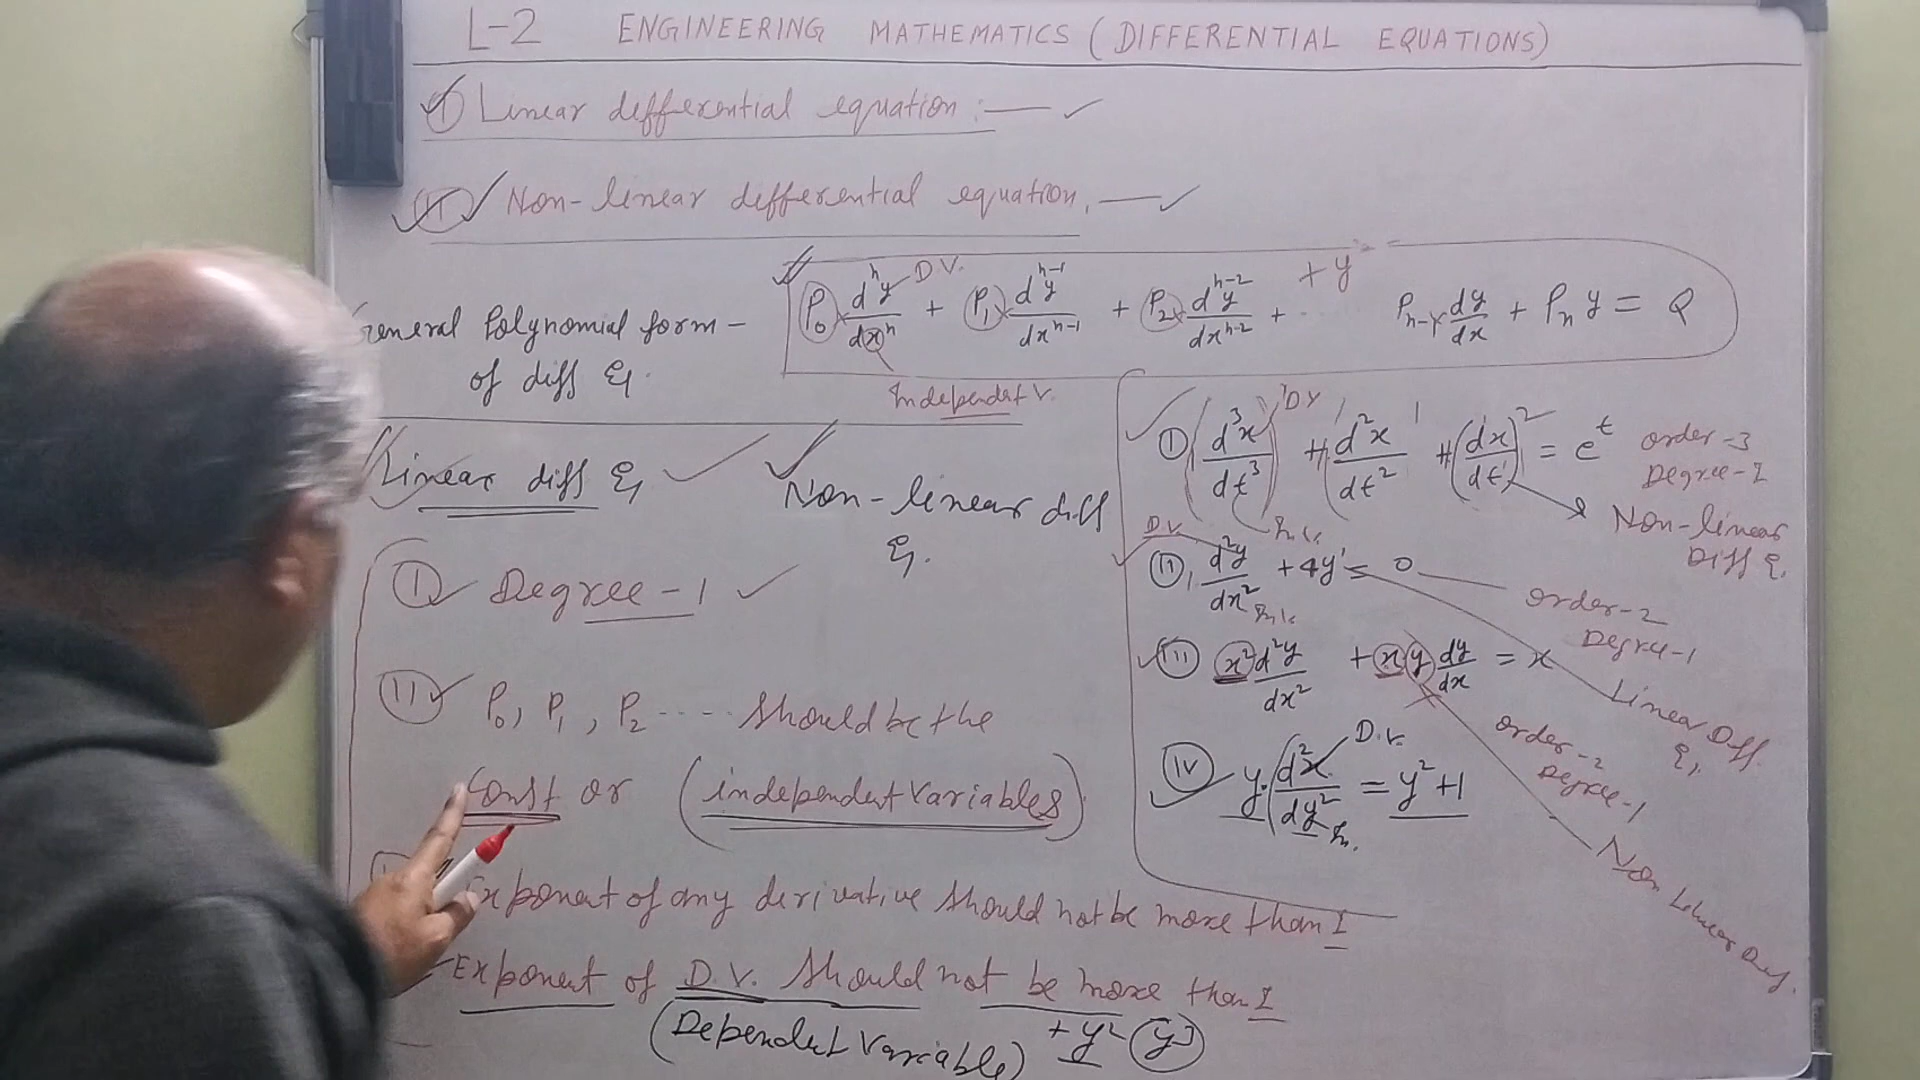 L-2 ENGINEERING MATHEMATICS (DIFFERENTIAL EQUATIONS)
I Linear differential equation :—
II Non-linear differential equation. —
General Polynomial form -
of diff Eq.
P₀ dⁿy/dxⁿ + P₁ dⁿ⁻¹y/dxⁿ⁻¹ + P₂ dⁿ⁻²y/dxⁿ⁻² + ..... Pₙ₋₁ dy/dx + Pₙ y = Q
D.V.
+ y
Independent V.
Linear diff Eq
Non-linear diff
Eq.
I Degree - 1
II P₀, P₁, P₂ ..... should be the
const or (independent variables)
Exponent of any derivative should not be more than 1
Exponent of D.V. should not be more than 1
(Dependent Variable) + y² (y³)
I (d³x/dt³) + (d²x/dt²)¹ + (dx/dt)² = eᵗ
D.V
In V.
order - 3
Degree - 1
Non-linear
Diff Eq.
D.V.
II d²y/dx² + 4y = 0
order - 2
Degree - 1
Linear Diff.
Eq.
III x² d²y/dx² + x y dy/dx = x
order - 2
Degree - 1
Non Linear
IV y (d²x/dy²) = y² + 1
D.V.
In.